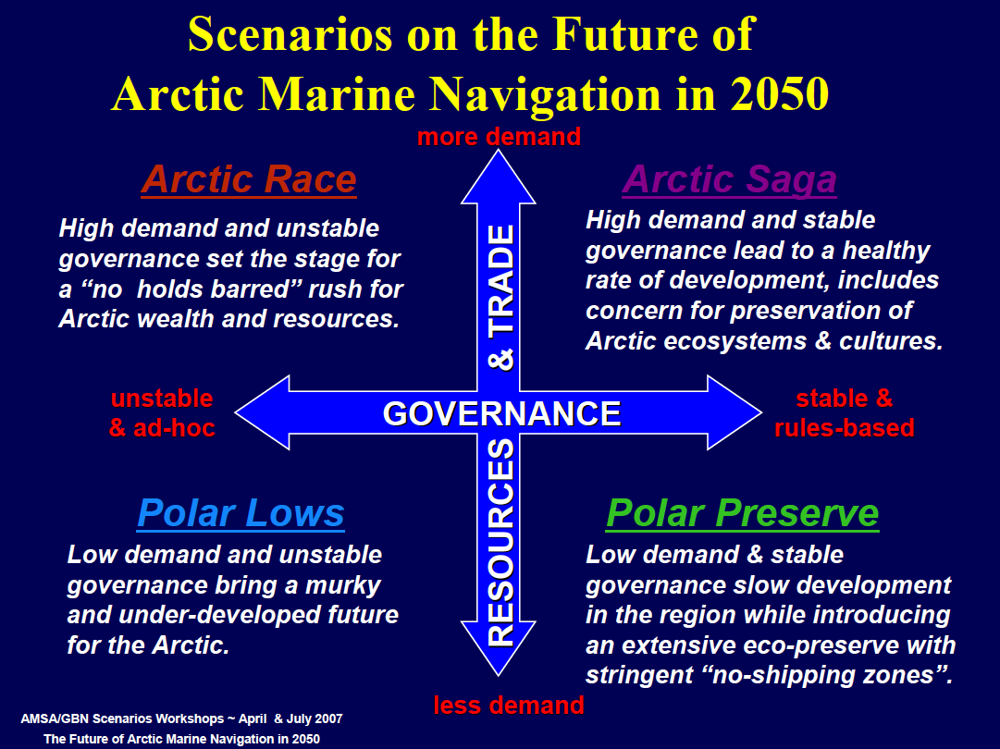 Scenarios on the Future of
Arctic Marine Navigation in 2050
more demand
Arctic Race
High demand and unstable
governance set the stage for
a “no holds barred” rush for
Arctic wealth and resources.
Arctic Saga
High demand and stable
governance lead to a healthy
rate of development, includes
concern for preservation of
Arctic ecosystems & cultures.
unstable
& ad-hoc
GOVERNANCE
RESOURCES & TRADE
stable &
rules-based
Polar Lows
Low demand and unstable
governance bring a murky
and under-developed future
for the Arctic.
Polar Preserve
Low demand & stable
governance slow development
in the region while introducing
an extensive eco-preserve with
stringent “no-shipping zones”.
less demand
AMSA/GBN Scenarios Workshops ~ April & July 2007
The Future of Arctic Marine Navigation in 2050